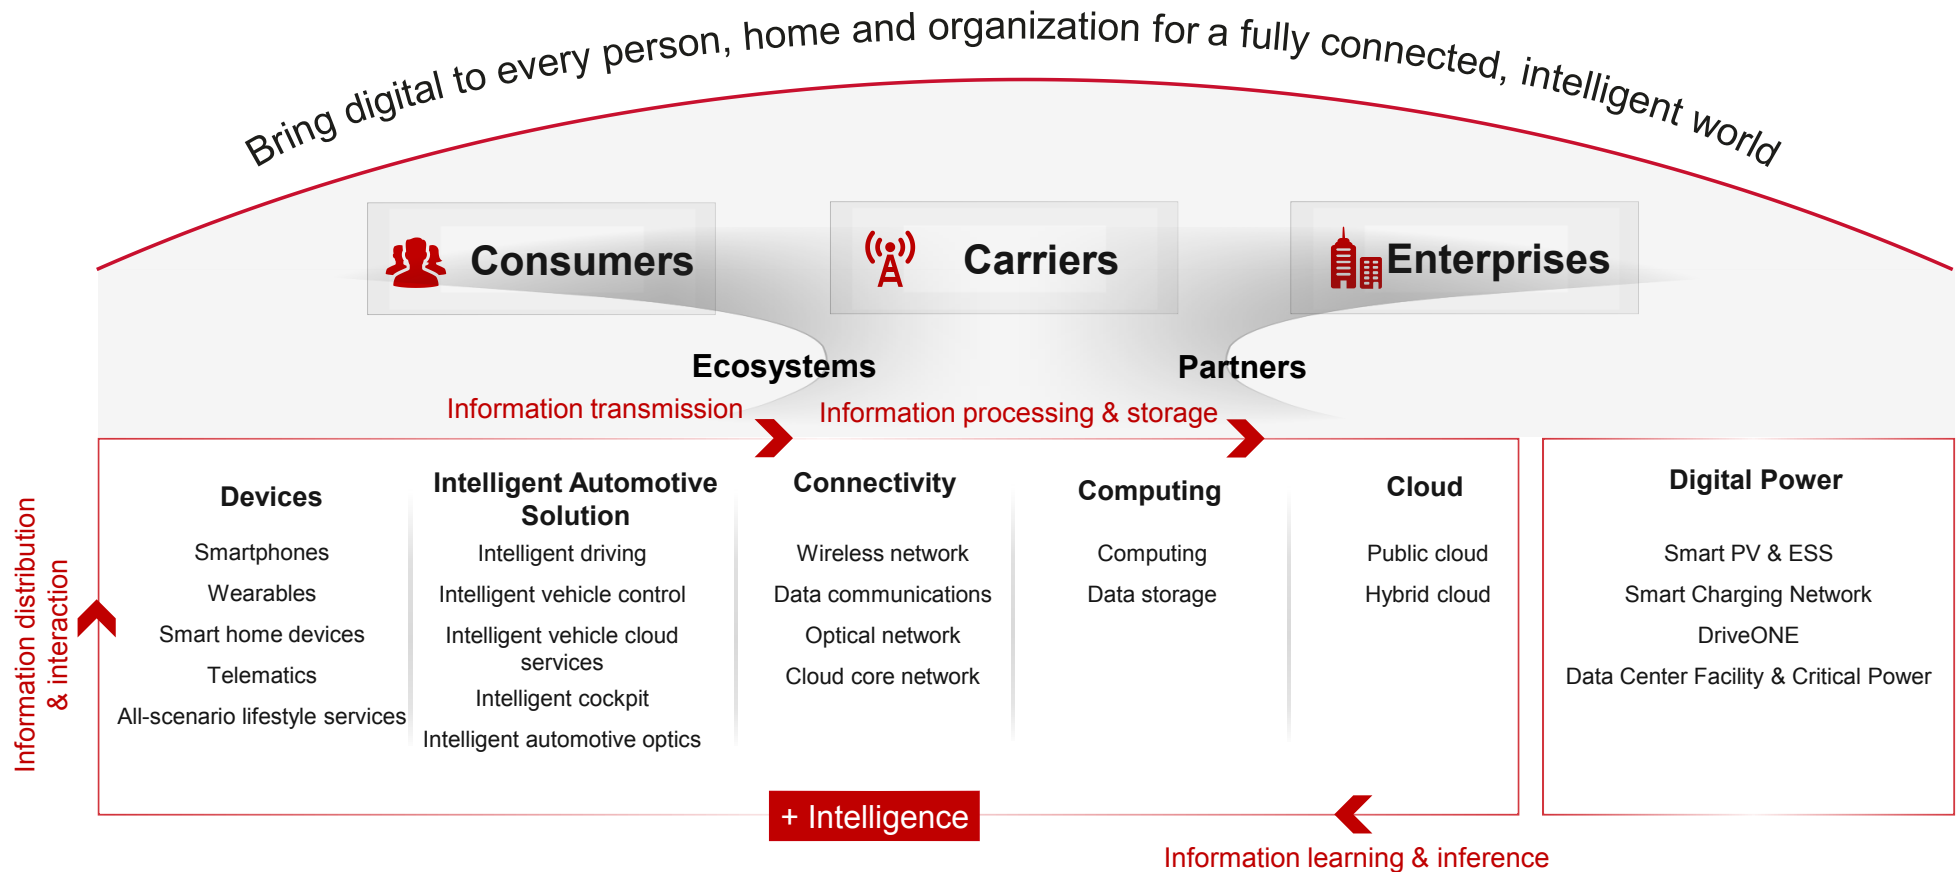 Bring digital to every person, home and organization for a fully connected, intelligent world
Consumers
Carriers
Enterprises
Ecosystems
Partners
Information transmission
Information processing & storage
Information distribution
& interaction
Devices
Smartphones
Wearables
Smart home devices
Telematics
All-scenario lifestyle services
Intelligent Automotive
Solution
Intelligent driving
Intelligent vehicle control
Intelligent vehicle cloud
services
Intelligent cockpit
Intelligent automotive optics
Connectivity
Wireless network
Data communications
Optical network
Cloud core network
Computing
Computing
Data storage
Cloud
Public cloud
Hybrid cloud
Digital Power
Smart PV & ESS
Smart Charging Network
DriveONE
Data Center Facility & Critical Power
+ Intelligence
Information learning & inference